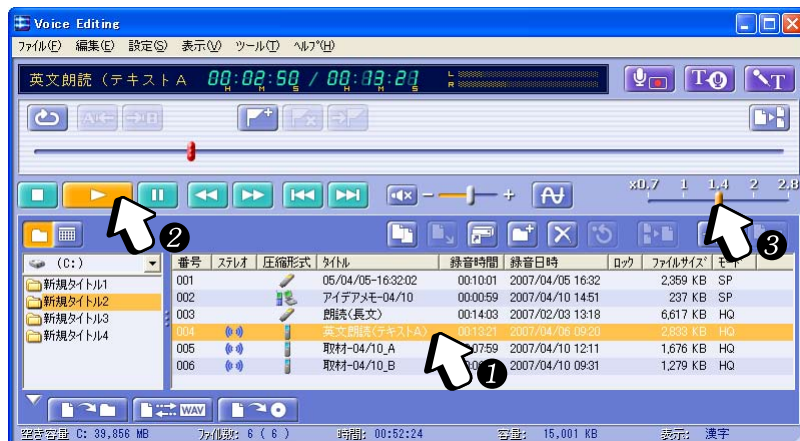 Voice Editing
ファイル(F) 編集(E) 設定(S) 表示(V) ツール(T) ヘルプ(H)
英文朗読 (テキストA 00:02:50 / 00:13:21 L R
H M S H M S
T T
A B
x0.7 1 1.4 2 2.8
(C:)
番号 ステレオ 圧縮形式 タイトル 録音時間 録音日時 ロック ファイルサイズ モード
新規タイトル1
新規タイトル2
新規タイトル3
新規タイトル4
001 05/04/05-16:32:02 00:10:01 2007/04/05 16:32 2,359 KB SP
002 アイデアメモ-04/10 00:00:59 2007/04/10 14:51 237 KB SP
003 朗読(長文) 00:14:03 2007/02/03 13:18 6,617 KB HQ
004 英文朗読(テキストA) 00:13:21 2007/04/06 09:20 2,833 KB HQ
005 取材-04/10_A 07:59 2007/04/10 12:11 1,676 KB HQ
006 取材-04/10_B 2007/04/10 09:31 1,279 KB HQ
1
2
3
WAV
空き容量 C: 39,856 MB ファイル数: 6 ( 6 ) 時間: 00:52:24 容量: 15,001 KB 表示: 漢字